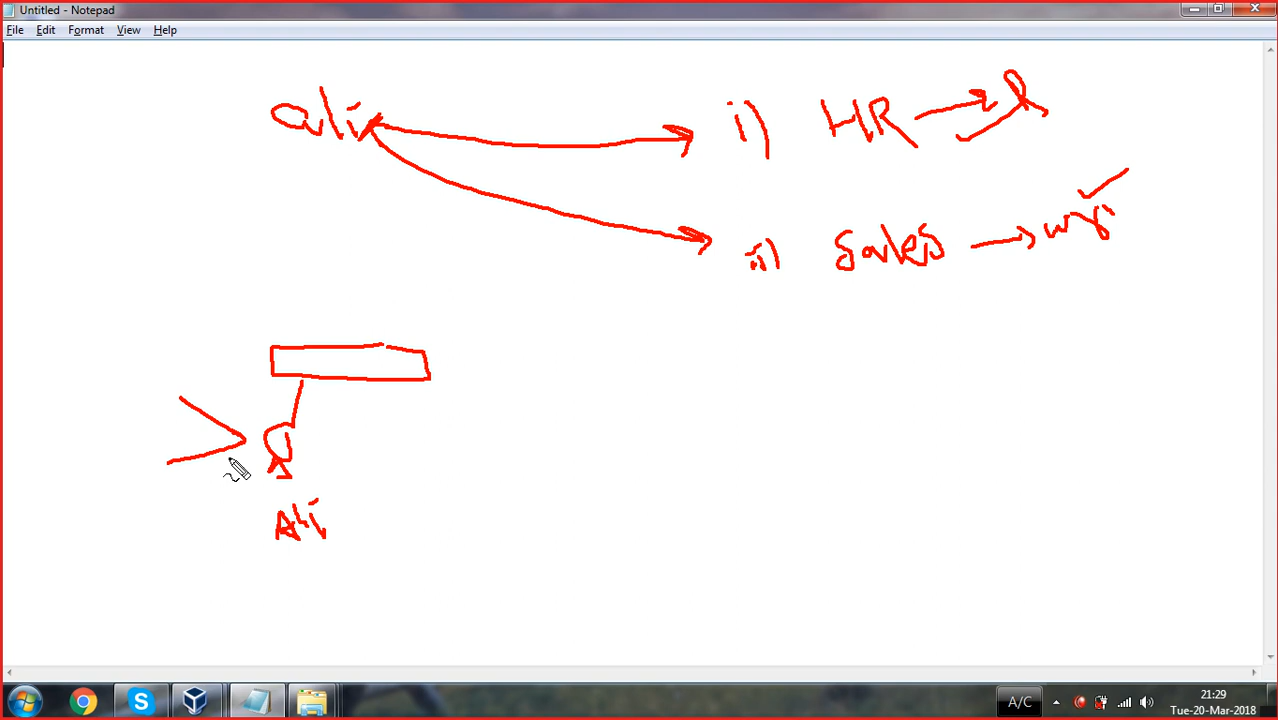 Untitled - Notepad
File Edit Format View Help
ali i) HR
ii) Sales
Ali
A/C
21:29
Tue-20-Mar-2018